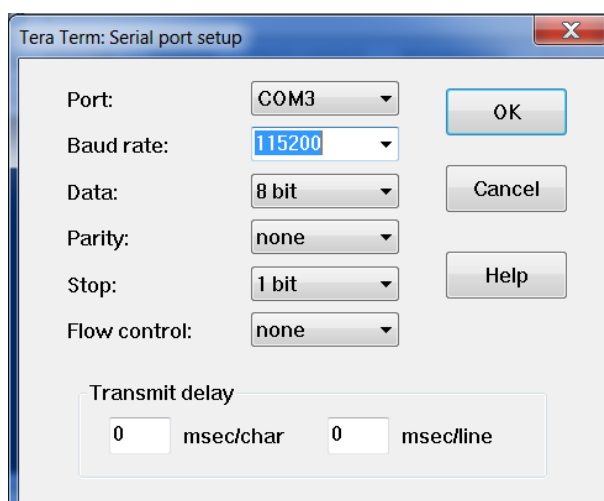 Tera Term: Serial port setup
Port: COM3
OK
Baud rate: 115200
Data: 8 bit
Cancel
Parity: none
Stop: 1 bit
Help
Flow control: none
Transmit delay
0 msec/char 0 msec/line